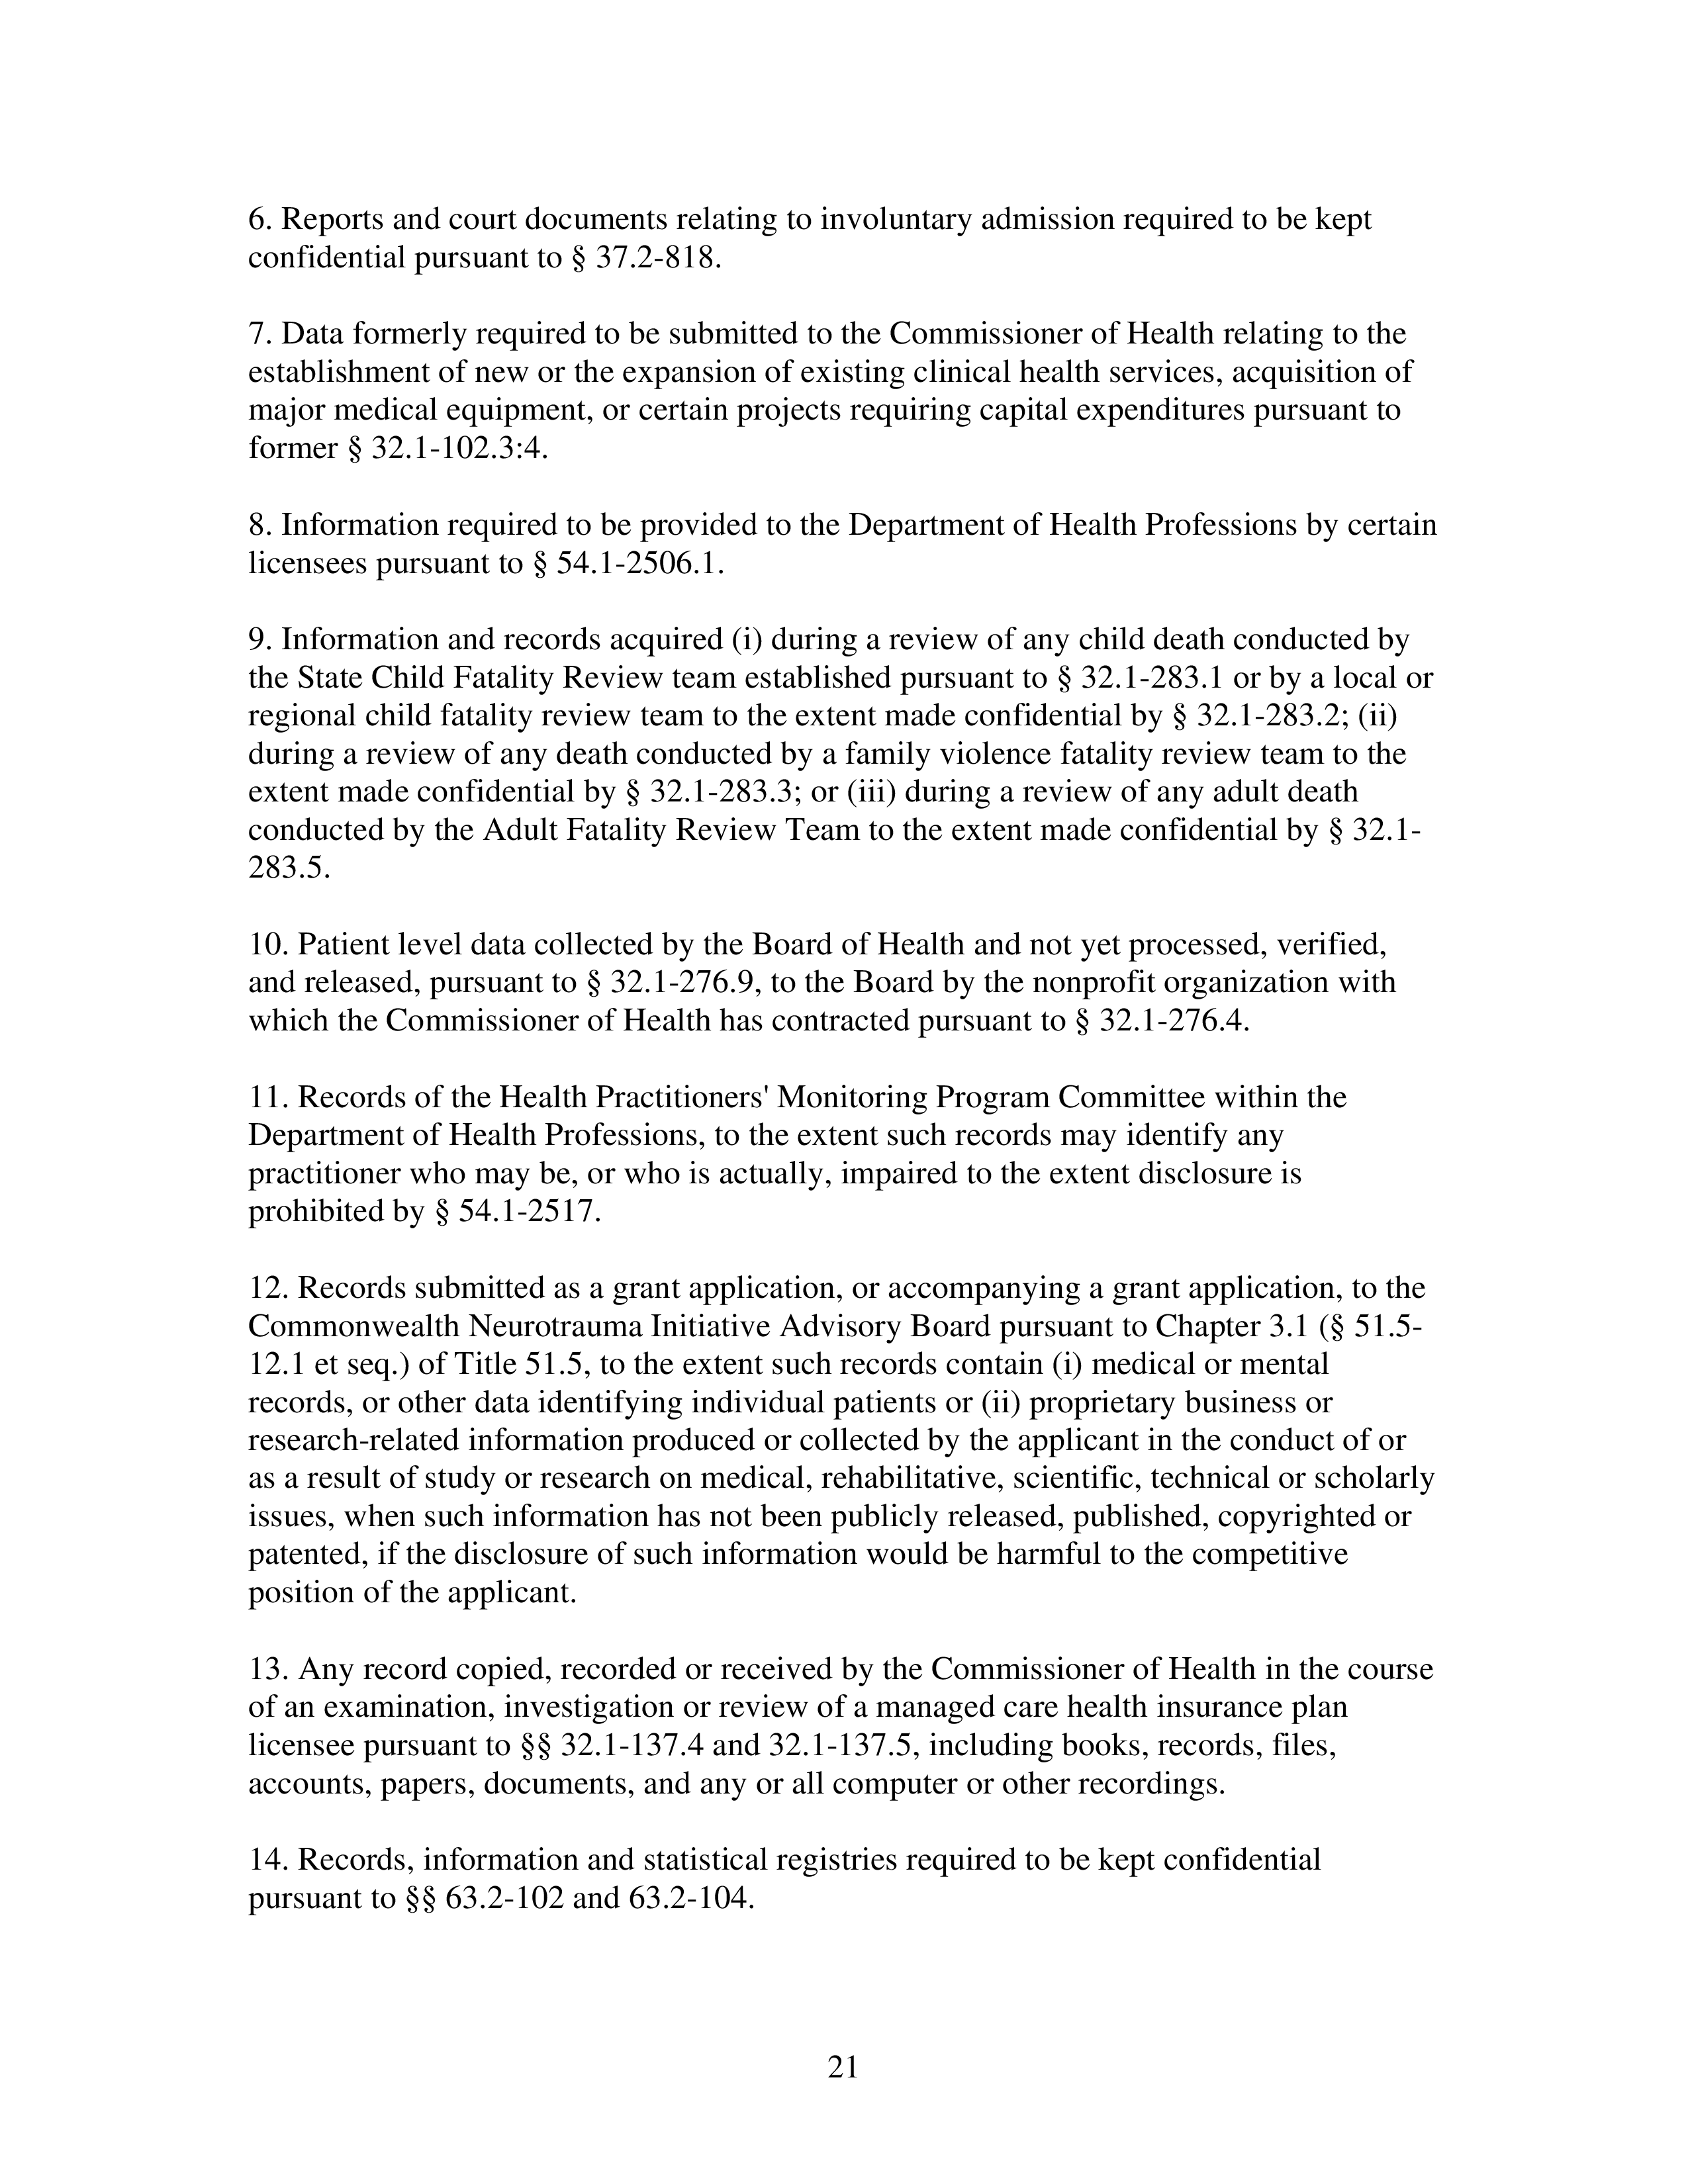 6. Reports and court documents relating to involuntary admission required to be kept
confidential pursuant to § 37.2-818.
7. Data formerly required to be submitted to the Commissioner of Health relating to the
establishment of new or the expansion of existing clinical health services, acquisition of
major medical equipment, or certain projects requiring capital expenditures pursuant to
former § 32.1-102.3:4.
8. Information required to be provided to the Department of Health Professions by certain
licensees pursuant to § 54.1-2506.1.
9. Information and records acquired (i) during a review of any child death conducted by
the State Child Fatality Review team established pursuant to § 32.1-283.1 or by a local or
regional child fatality review team to the extent made confidential by § 32.1-283.2; (ii)
during a review of any death conducted by a family violence fatality review team to the
extent made confidential by § 32.1-283.3; or (iii) during a review of any adult death
conducted by the Adult Fatality Review Team to the extent made confidential by § 32.1-
283.5.
10. Patient level data collected by the Board of Health and not yet processed, verified,
and released, pursuant to § 32.1-276.9, to the Board by the nonprofit organization with
which the Commissioner of Health has contracted pursuant to § 32.1-276.4.
11. Records of the Health Practitioners' Monitoring Program Committee within the
Department of Health Professions, to the extent such records may identify any
practitioner who may be, or who is actually, impaired to the extent disclosure is
prohibited by § 54.1-2517.
12. Records submitted as a grant application, or accompanying a grant application, to the
Commonwealth Neurotrauma Initiative Advisory Board pursuant to Chapter 3.1 (§ 51.5-
12.1 et seq.) of Title 51.5, to the extent such records contain (i) medical or mental
records, or other data identifying individual patients or (ii) proprietary business or
research-related information produced or collected by the applicant in the conduct of or
as a result of study or research on medical, rehabilitative, scientific, technical or scholarly
issues, when such information has not been publicly released, published, copyrighted or
patented, if the disclosure of such information would be harmful to the competitive
position of the applicant.
13. Any record copied, recorded or received by the Commissioner of Health in the course
of an examination, investigation or review of a managed care health insurance plan
licensee pursuant to §§ 32.1-137.4 and 32.1-137.5, including books, records, files,
accounts, papers, documents, and any or all computer or other recordings.
14. Records, information and statistical registries required to be kept confidential
pursuant to §§ 63.2-102 and 63.2-104.
21